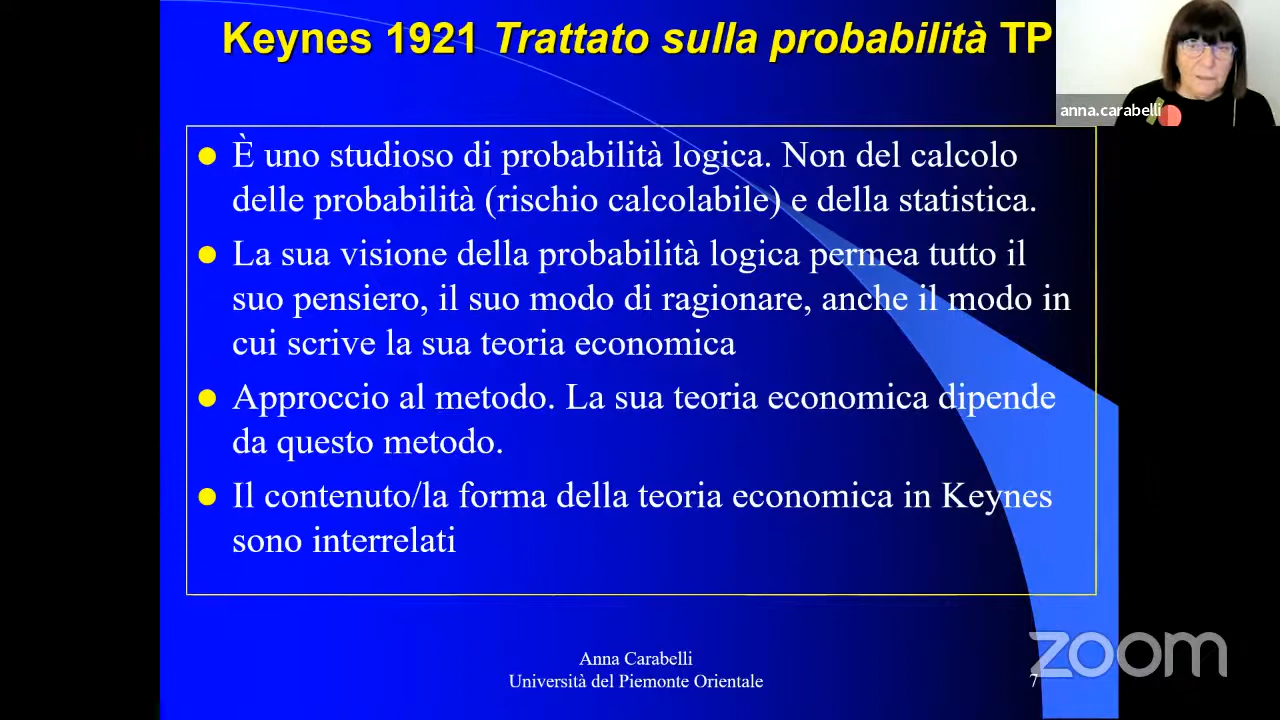 Keynes 1921 Trattato sulla probabilità TP
anna.carabelli
È uno studioso di probabilità logica. Non del calcolo
delle probabilità (rischio calcolabile) e della statistica.
La sua visione della probabilità logica permea tutto il
suo pensiero, il suo modo di ragionare, anche il modo in
cui scrive la sua teoria economica
Approccio al metodo. La sua teoria economica dipende
da questo metodo.
Il contenuto/la forma della teoria economica in Keynes
sono interrelati
Anna Carabelli
Università del Piemonte Orientale
7
zoom